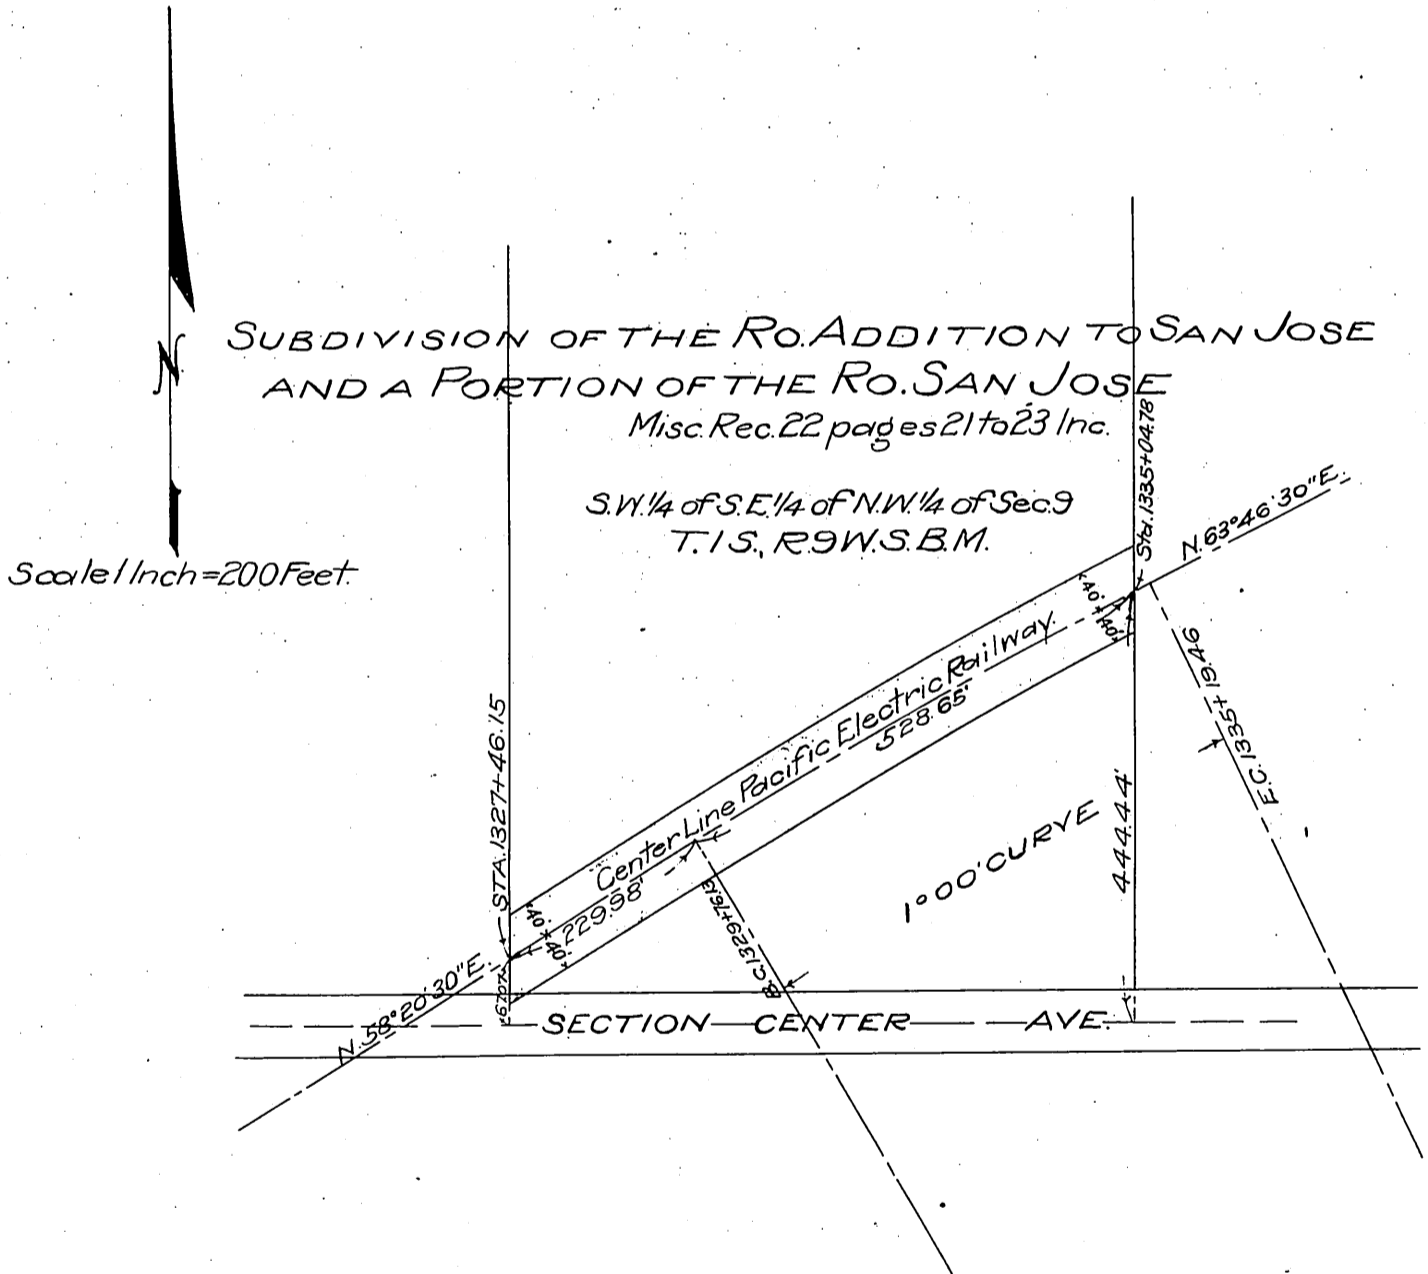 SUBDIVISION OF THE RO. ADDITION TO SAN JOSE
AND A PORTION OF THE RO. SAN JOSE
Misc. Rec. 22 pages 21 to 23 Inc.
S.W. 1/4 of S.E. 1/4 of N.W. 1/4 of Sec. 9
T. 1 S., R. 9 W. S. B. M.
N
Scale 1 Inch = 200 Feet.
Sta. 1335+04.78
N. 63° 46' 30" E.
40'
40'
Center Line Pacific Electric Railway.
528.65'
STA. 1327+46.15
E.C. 1335+19.46
444.44'
1° 00' CURVE
229.98'
40'
40'
B.C. 1329+76.13
N. 58° 20' 30" E.
67.07
SECTION CENTER AVE.